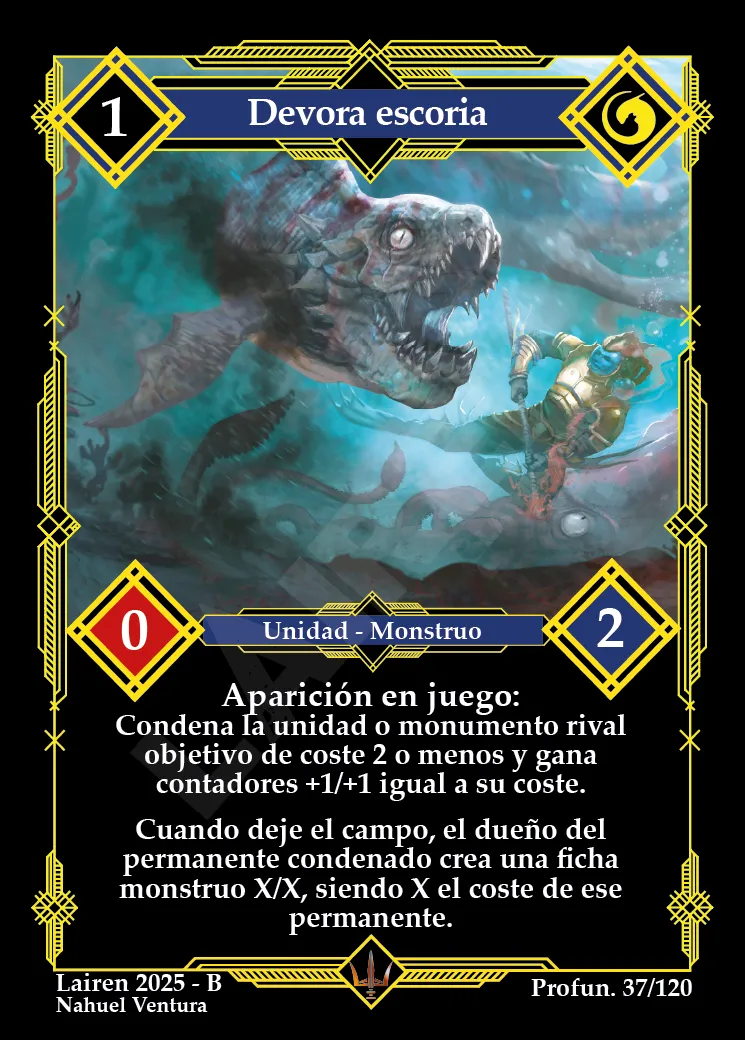 1
Devora escoria
0
Unidad - Monstruo
2
Aparición en juego:
Condena la unidad o monumento rival
objetivo de coste 2 o menos y gana
contadores +1/+1 igual a su coste.
Cuando deje el campo, el dueño del
permanente condenado crea una ficha
monstruo X/X, siendo X el coste de ese
permanente.
Lairen 2025 - B
Nahuel Ventura
Profun. 37/120